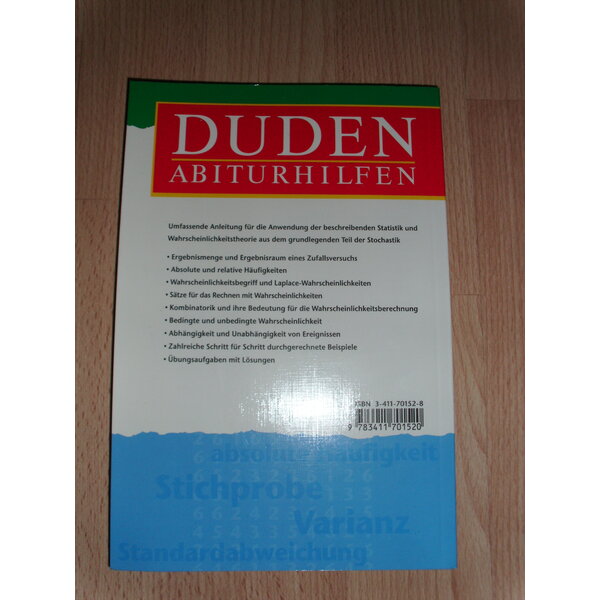 DUDEN
ABITURHILFEN
Umfassende Anleitung für die Anwendung der beschreibenden Statistik und
Wahrscheinlichkeitstheorie aus dem grundlegenden Teil der Stochastik
• Ergebnismenge und Ergebnisraum eines Zufallsversuchs
• Absolute und relative Häufigkeiten
• Wahrscheinlichkeitsbegriff und Laplace-Wahrscheinlichkeiten
• Sätze für das Rechnen mit Wahrscheinlichkeiten
• Kombinatorik und ihre Bedeutung für die Wahrscheinlichkeitsberechnung
• Bedingte und unbedingte Wahrscheinlichkeit
• Abhängigkeit und Unabhängigkeit von Ereignissen
• Zahlreiche Schritt für Schritt durchgerechnete Beispiele
• Übungsaufgaben mit Lösungen
ISBN 3-411-70152-8
9 783411 701520
absolute Häufigkeit
Stichprobe
Varianz
Standardabweichung